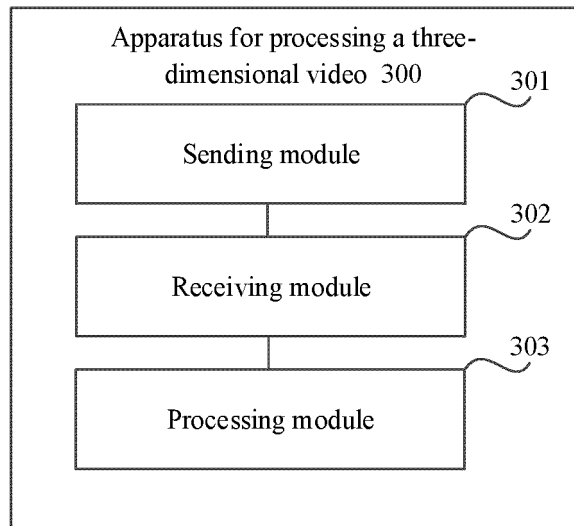 Apparatus for processing a three-
dimensional video 300
301
Sending module
302
Receiving module
303
Processing module